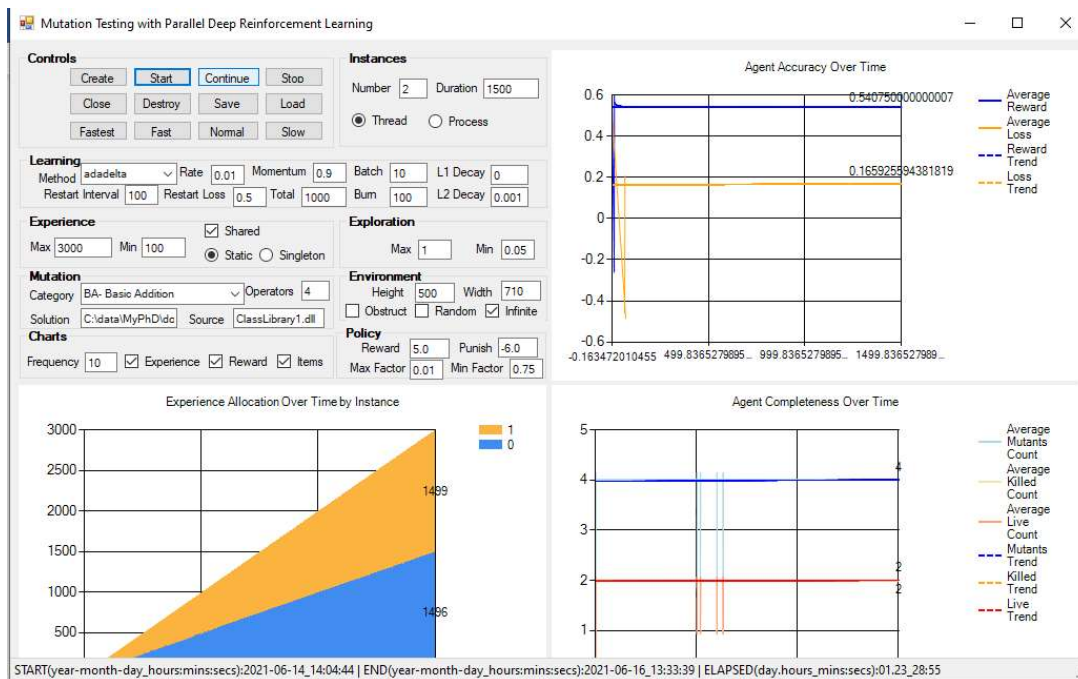 Mutation Testing with Parallel Deep Reinforcement Learning
Controls
Create Start Continue Stop
Close Destroy Save Load
Fastest Fast Normal Slow
Instances
Number 2 Duration 1500
Thread Process
Learning
Method adadelta Rate 0.01 Momentum 0.9 Batch 10 L1 Decay 0
Restart Interval 100 Restart Loss 0.5 Total 1000 Burn 100 L2 Decay 0.001
Experience
Shared
Max 3000 Min 100
Static Singleton
Exploration
Max 1 Min 0.05
Mutation
Category BA- Basic Addition Operators 4
Solution C:\data\MyPhD\dc Source ClassLibrary1.dll
Environment
Height 500 Width 710
Obstruct Random Infinite
Charts
Frequency 10 Experience Reward Items
Policy
Reward 5.0 Punish -6.0
Max Factor 0.01 Min Factor 0.75
Agent Accuracy Over Time
0.6
0.4
0.2
0
-0.2
-0.4
-0.6
0.540750000000007
0.165925594381819
-0.163472010455 499.8365279895... 999.8365279895... 1499.836527989...
Average
Reward
Average
Loss
Reward
Trend
Loss
Trend
Experience Allocation Over Time by Instance
3000
2500
2000
1500
1000
500
1499
1496
1
0
Agent Completeness Over Time
5
4
3
2
1
4
2
2
Average
Mutants
Count
Average
Killed
Count
Average
Live
Count
Mutants
Trend
Killed
Trend
Live
Trend
START(year-month-day_hours:mins:secs):2021-06-14_14:04:44 | END(year-month-day_hours:mins:secs):2021-06-16_13:33:39 | ELAPSED(day.hours_mins:secs):01.23_28:55